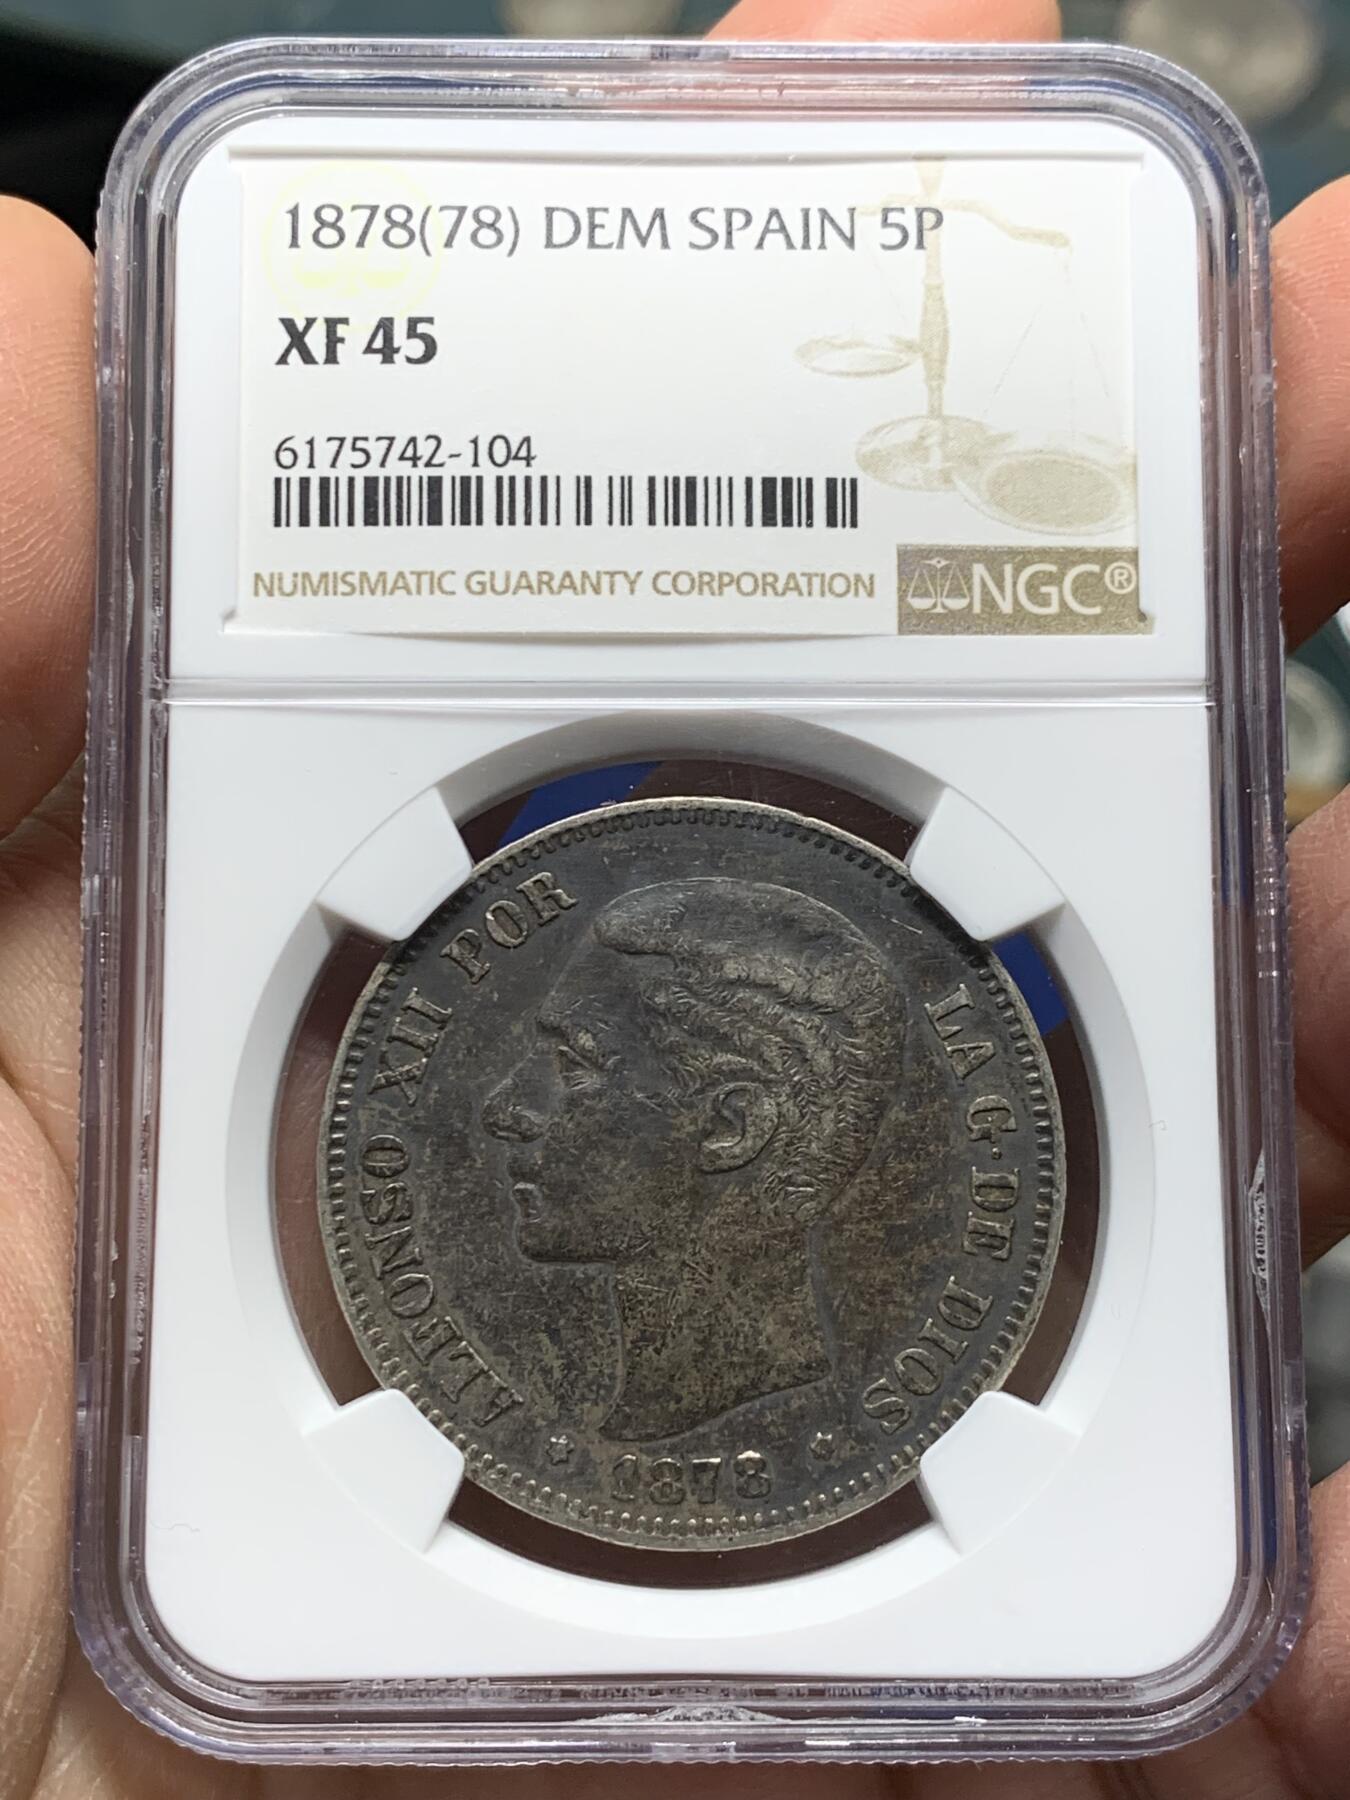 1878(78) DEM SPAIN 5P
XF 45
6175742-104
NUMISMATIC GUARANTY CORPORATION
NGC®
ALFONSO XII POR LA G· DE DIOS
1878